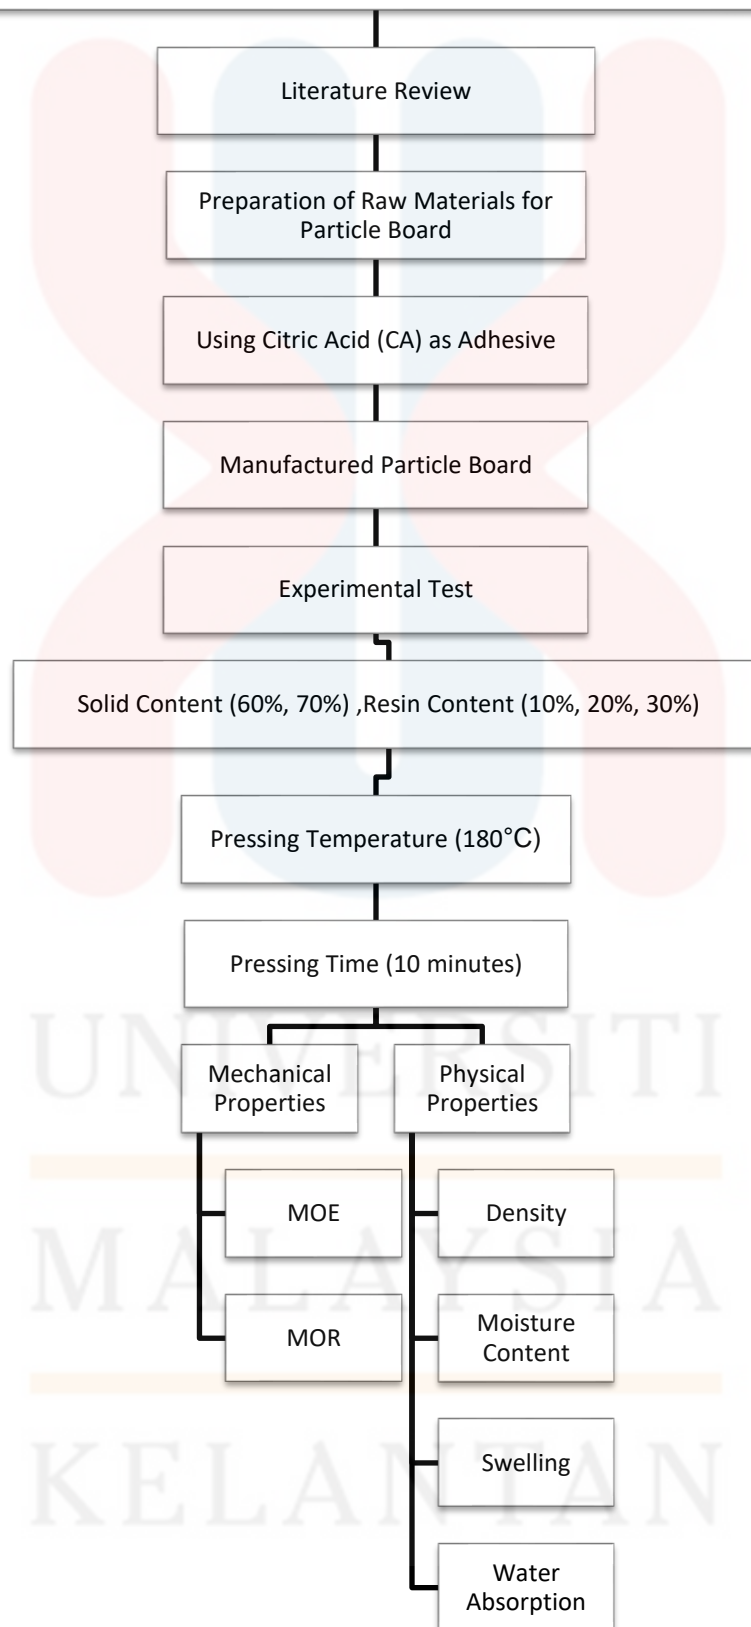 Literature Review
Preparation of Raw Materials for
Particle Board
Using Citric Acid (CA) as Adhesive
Manufactured Particle Board
Experimental Test
Solid Content (60%, 70%) ,Resin Content (10%, 20%, 30%)
Pressing Temperature (180°C)
Pressing Time (10 minutes)
UNIVERSITI
Mechanical
Properties
Physical
Properties
MALAYSIA
MOE
MOR
Density
Moisture
Content
KELANTAN
Swelling
Water
Absorption